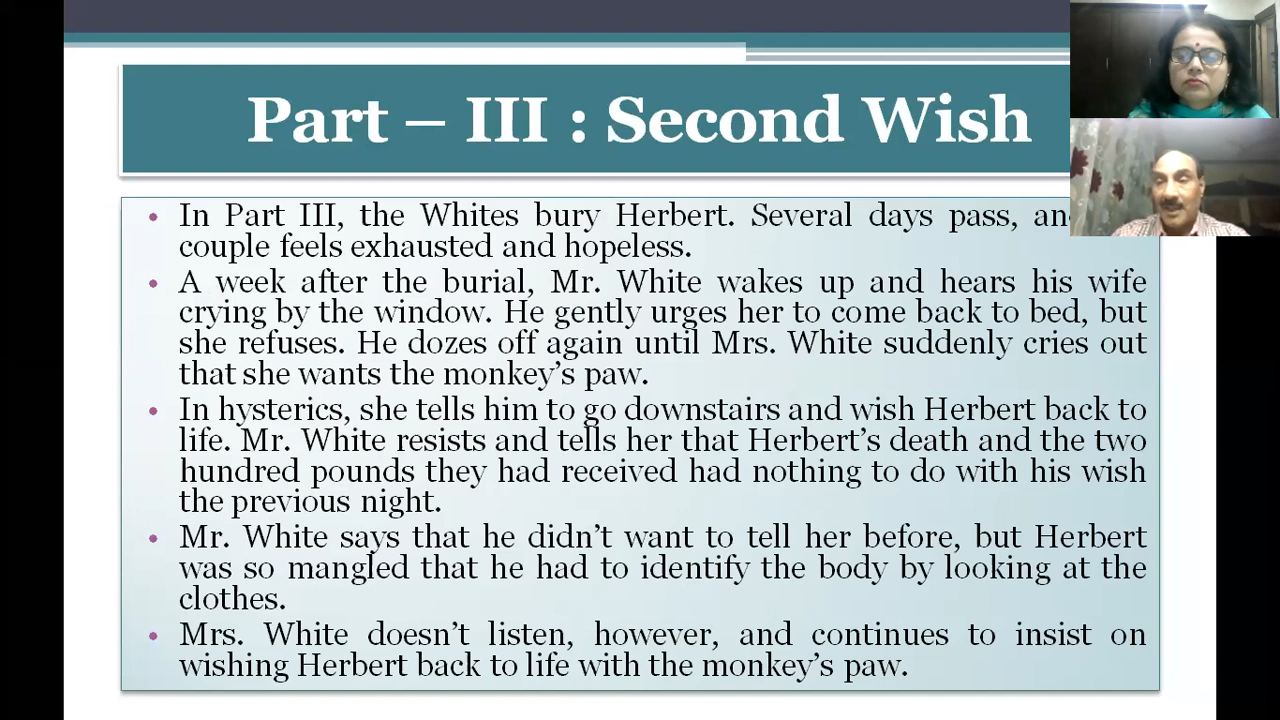 Part – III : Second Wish
• In Part III, the Whites bury Herbert. Several days pass,
couple feels exhausted and hopeless.
• A week after the burial, Mr. White wakes up and hears his wife
crying by the window. He gently urges her to come back to bed, but
she refuses. He dozes off again until Mrs. White suddenly cries out
that she wants the monkey’s paw.
• In hysterics, she tells him to go downstairs and wish Herbert back to
life. Mr. White resists and tells her that Herbert’s death and the two
hundred pounds they had received had nothing to do with his wish
the previous night.
• Mr. White says that he didn’t want to tell her before, but Herbert
was so mangled that he had to identify the body by looking at the
clothes.
• Mrs. White doesn’t listen, however, and continues to insist on
wishing Herbert back to life with the monkey’s paw.